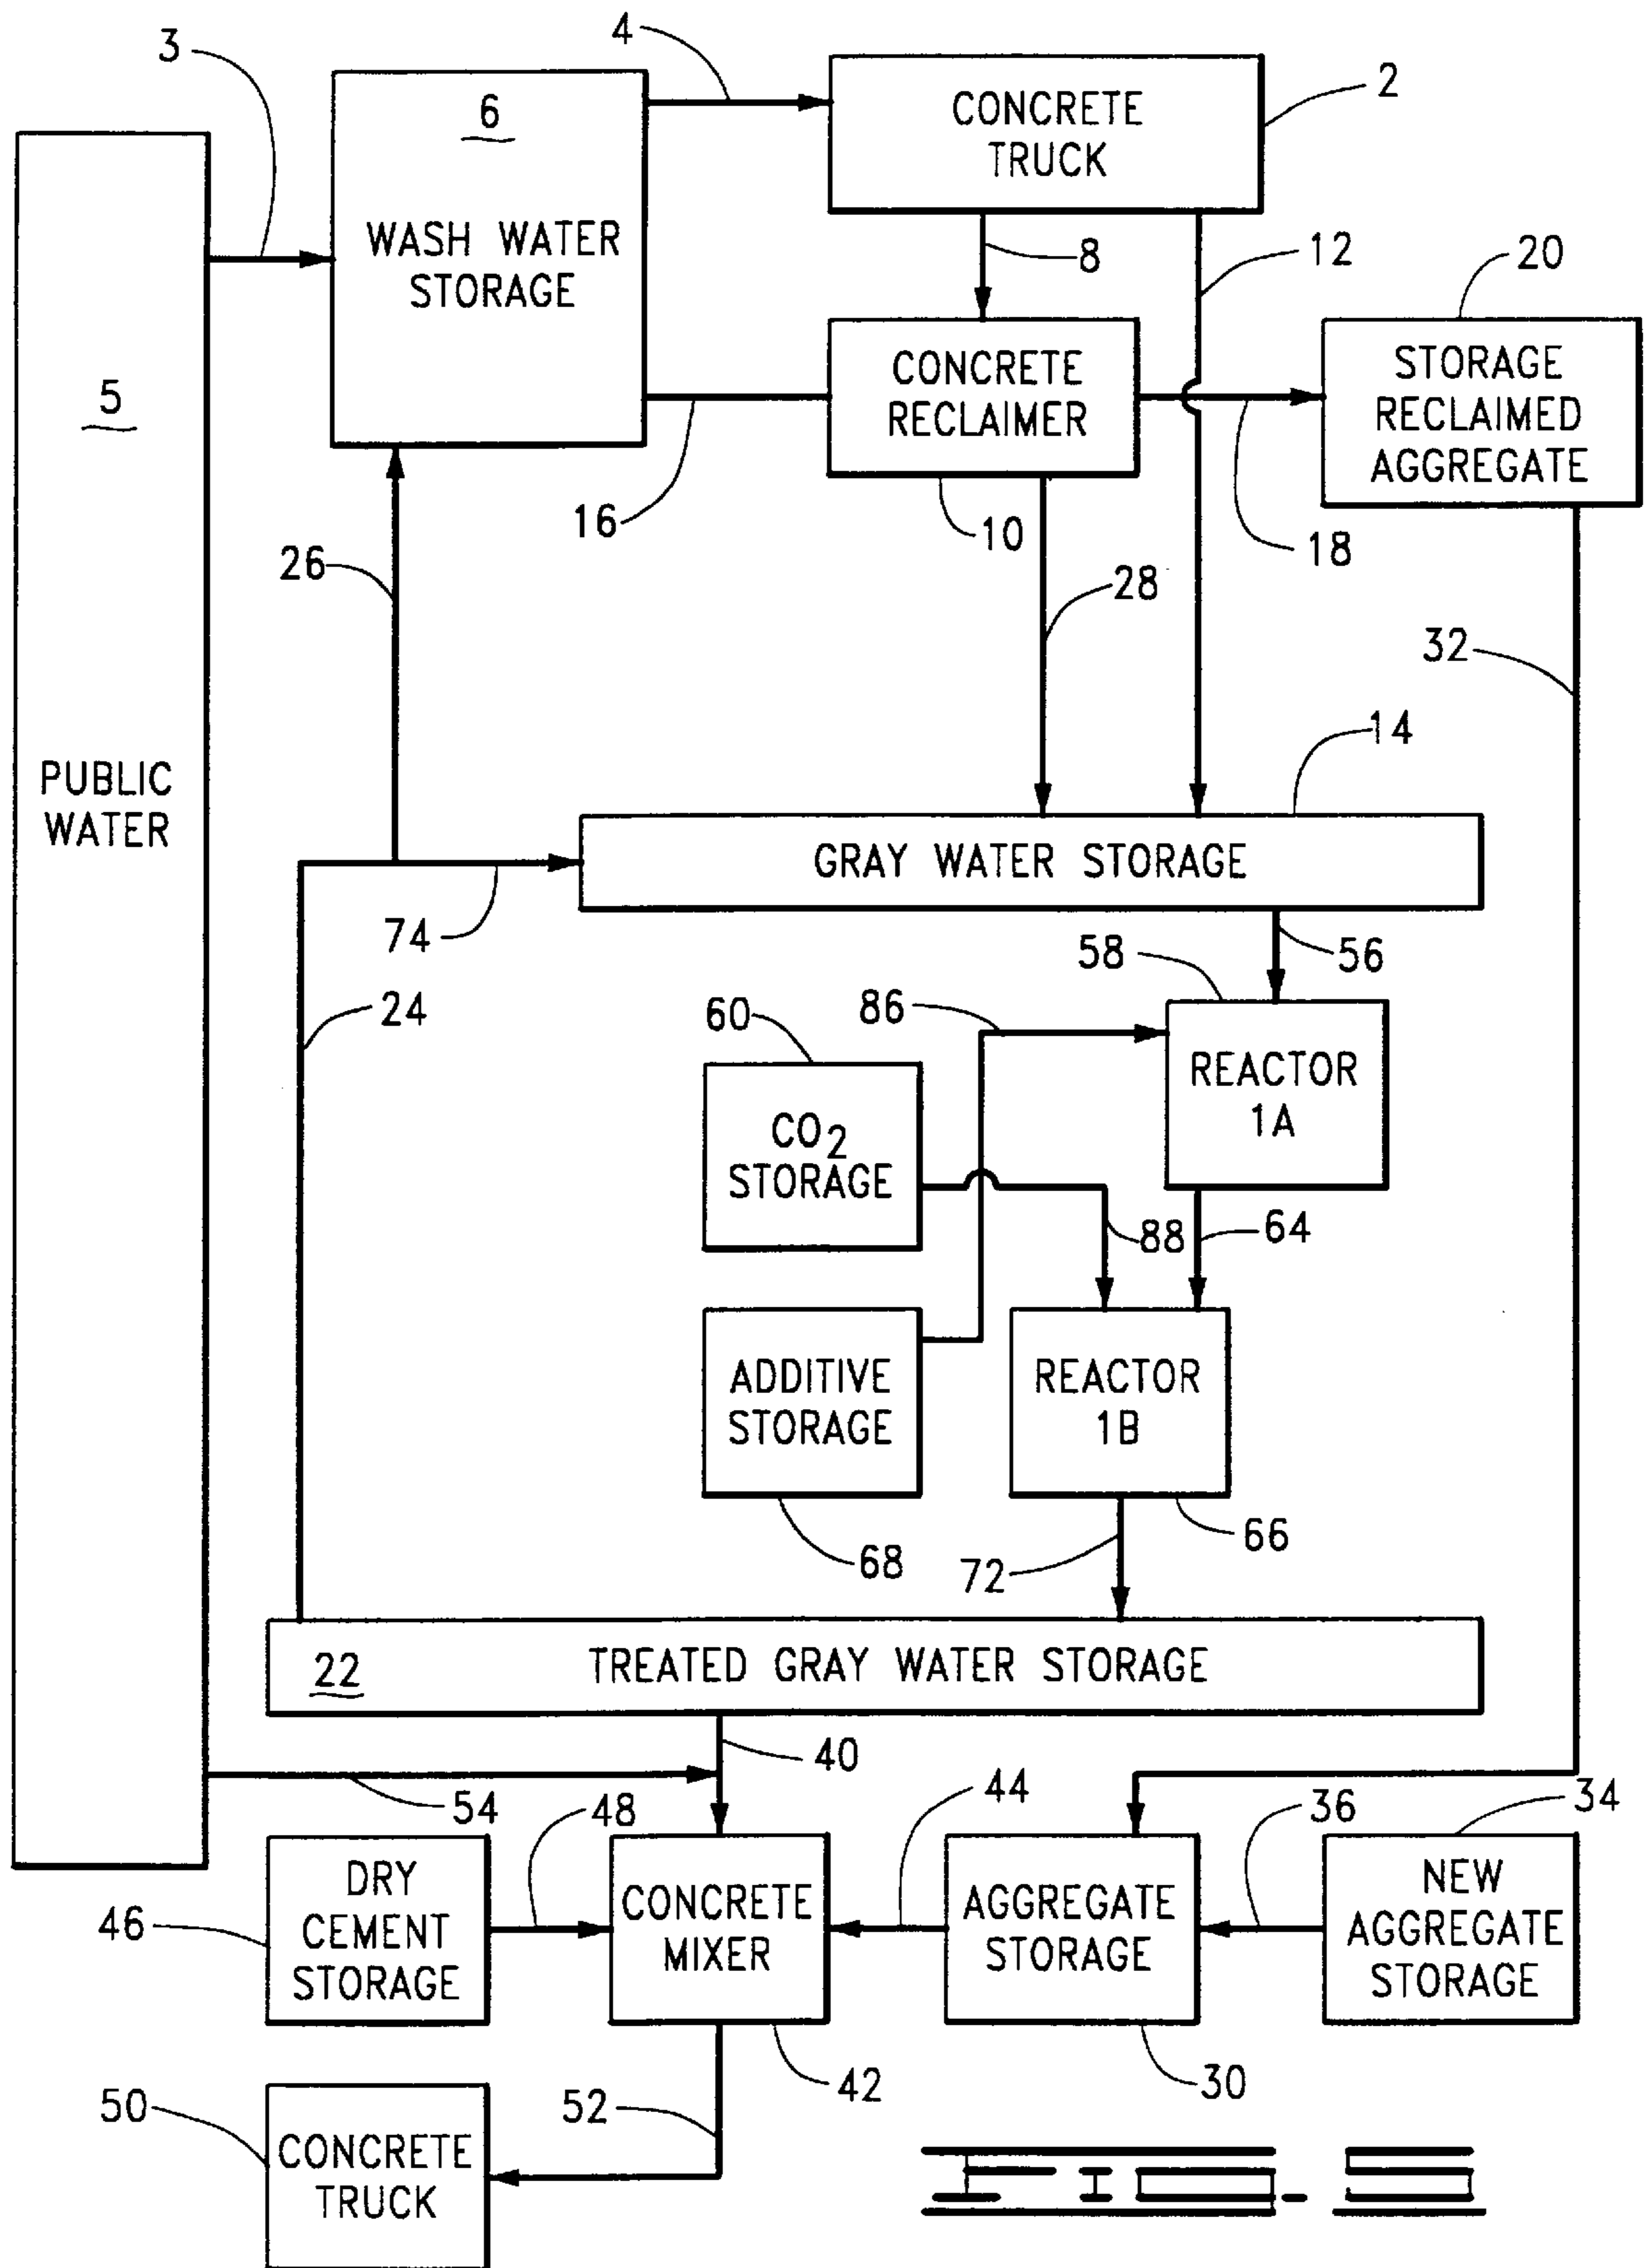 3
4
2
6
CONCRETE
TRUCK
WASH WATER
STORAGE
8
12
20
5
CONCRETE
RECLAIMER
STORAGE
RECLAIMED
AGGREGATE
16
10
18
26
28
32
PUBLIC
WATER
14
GRAY WATER STORAGE
74
58
56
24
60
86
REACTOR
1A
CO2
STORAGE
88
64
ADDITIVE
STORAGE
REACTOR
1B
68
72
66
22
TREATED GRAY WATER STORAGE
40
54
48
44
36
34
DRY
CEMENT
STORAGE
46
CONCRETE
MIXER
AGGREGATE
STORAGE
NEW
AGGREGATE
STORAGE
50
52
42
30
CONCRETE
TRUCK